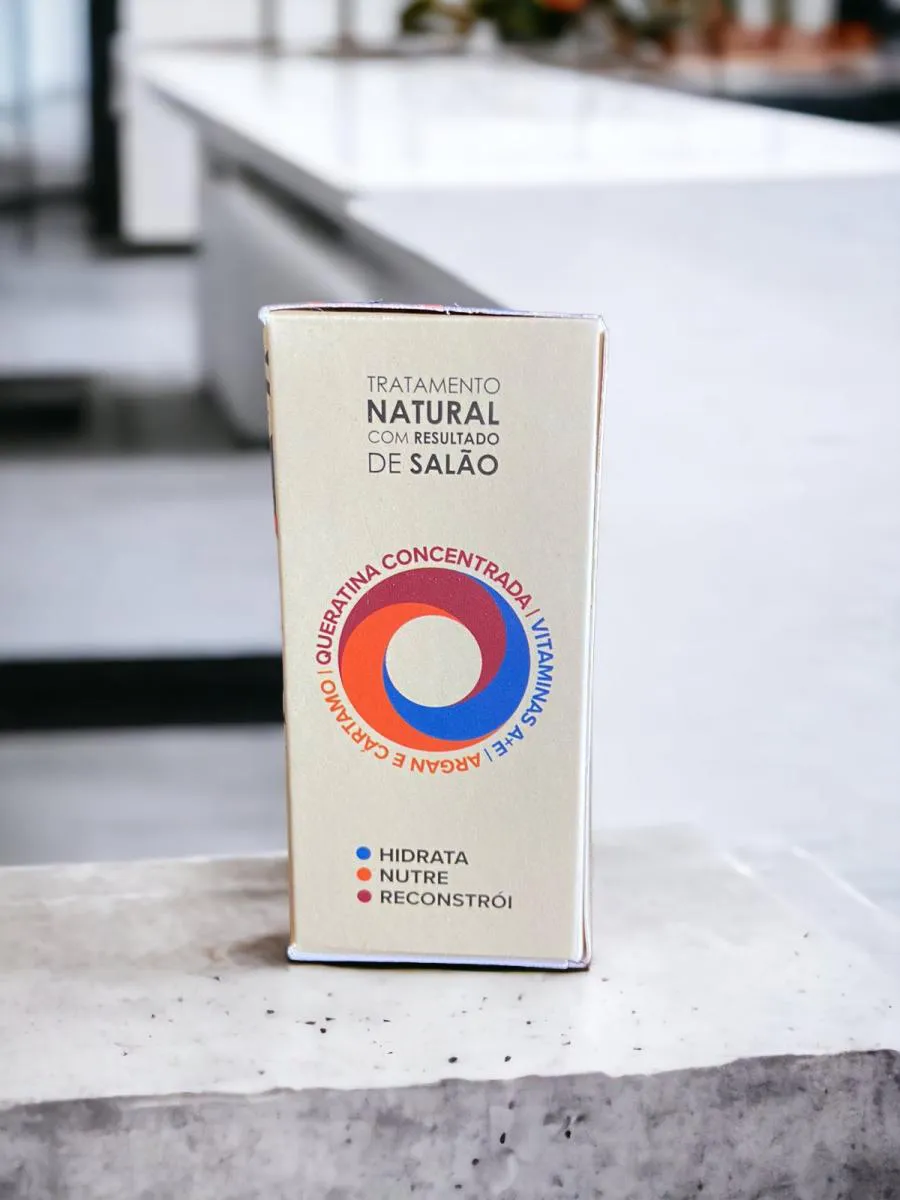 TRATAMENTO
NATURAL
COM RESULTADO
DE SALÃO
QUERATINA CONCENTRADA | VITAMINAS A+E | ARGAN E CÁRTAMO |
HIDRATA
NUTRE
RECONSTRÓI